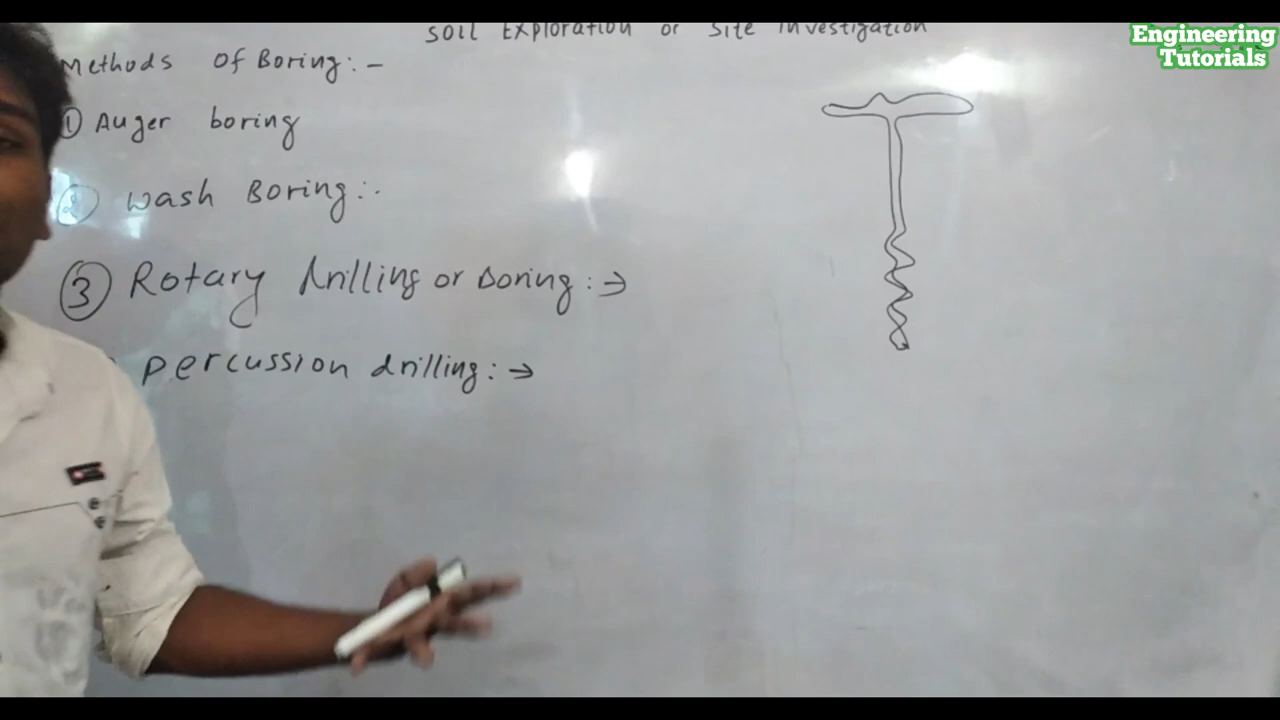 Soil Exploration or Site Investigation
Engineering
Tutorials
Methods Of Boring:-
① Auger boring
② Wash Boring:-
③ Rotary drilling or Boring:→
percussion drilling:→